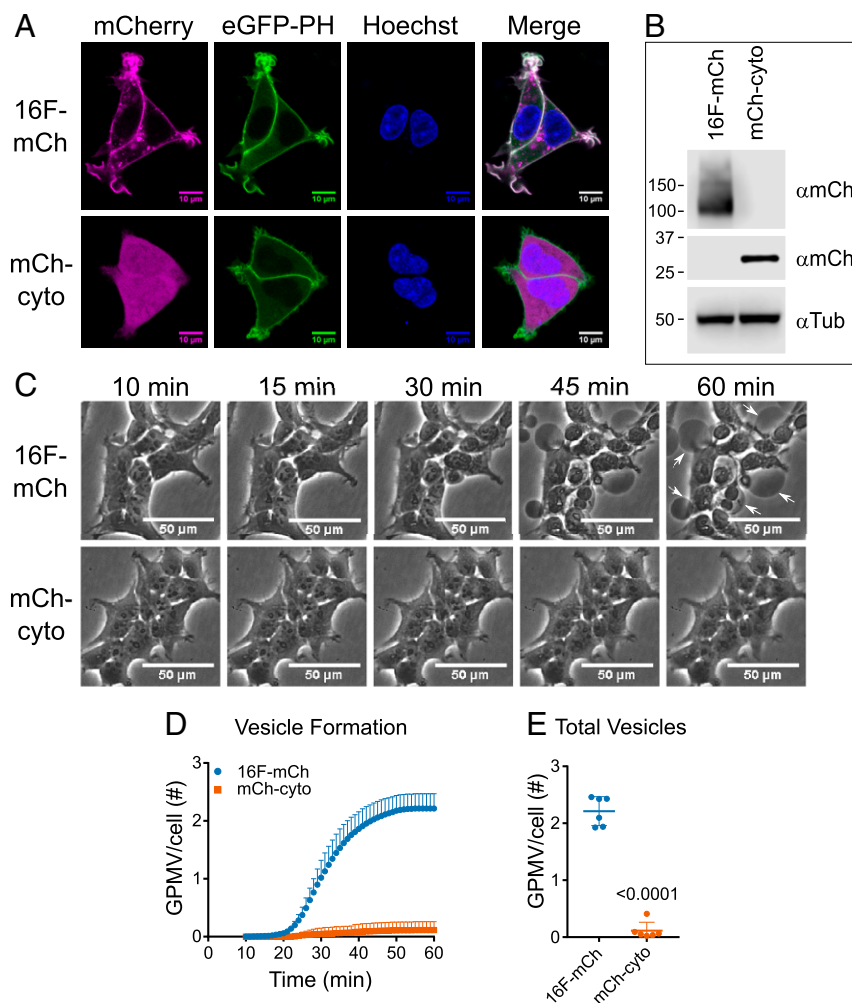 A
mCherry eGFP-PH Hoechst Merge
16F-
mCh
10 µm 10 µm 10 µm 10 µm
mCh-
cyto
10 µm 10 µm 10 µm 10 µm
B
16F-mCh mCh-cyto
150
100
αmCh
37
25
αmCh
50
αTub
C
10 min 15 min 30 min 45 min 60 min
16F-
mCh
50 µm 50 µm 50 µm 50 µm 50 µm
mCh-
cyto
50 µm 50 µm 50 µm 50 µm 50 µm
D Vesicle Formation
16F-mCh
mCh-cyto
GPMV/cell (#)
3
2
1
0
0 10 20 30 40 50 60
Time (min)
E Total Vesicles
GPMV/cell (#)
3
2
1
0
<0.0001
16F-mCh
mCh-cyto